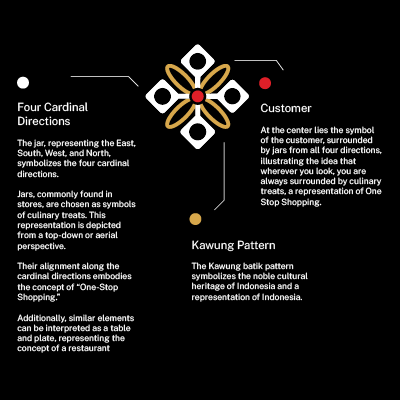 Four Cardinal
Directions
The jar, representing the East,
South, West, and North,
symbolizes the four cardinal
directions.
Jars, commonly found in
stores, are chosen as symbols
of culinary treats. This
representation is depicted
from a top-down or aerial
perspective.
Their alignment along the
cardinal directions embodies
the concept of “One-Stop
Shopping.”
Additionally, similar elements
can be interpreted as a table
and plate, representing the
concept of a restaurant
Customer
At the center lies the symbol
of the customer, surrounded
by jars from all four directions,
illustrating the idea that
wherever you look, you are
always surrounded by culinary
treats, a representation of One
Stop Shopping.
Kawung Pattern
The Kawung batik pattern
symbolizes the noble cultural
heritage of Indonesia and a
representation of Indonesia.